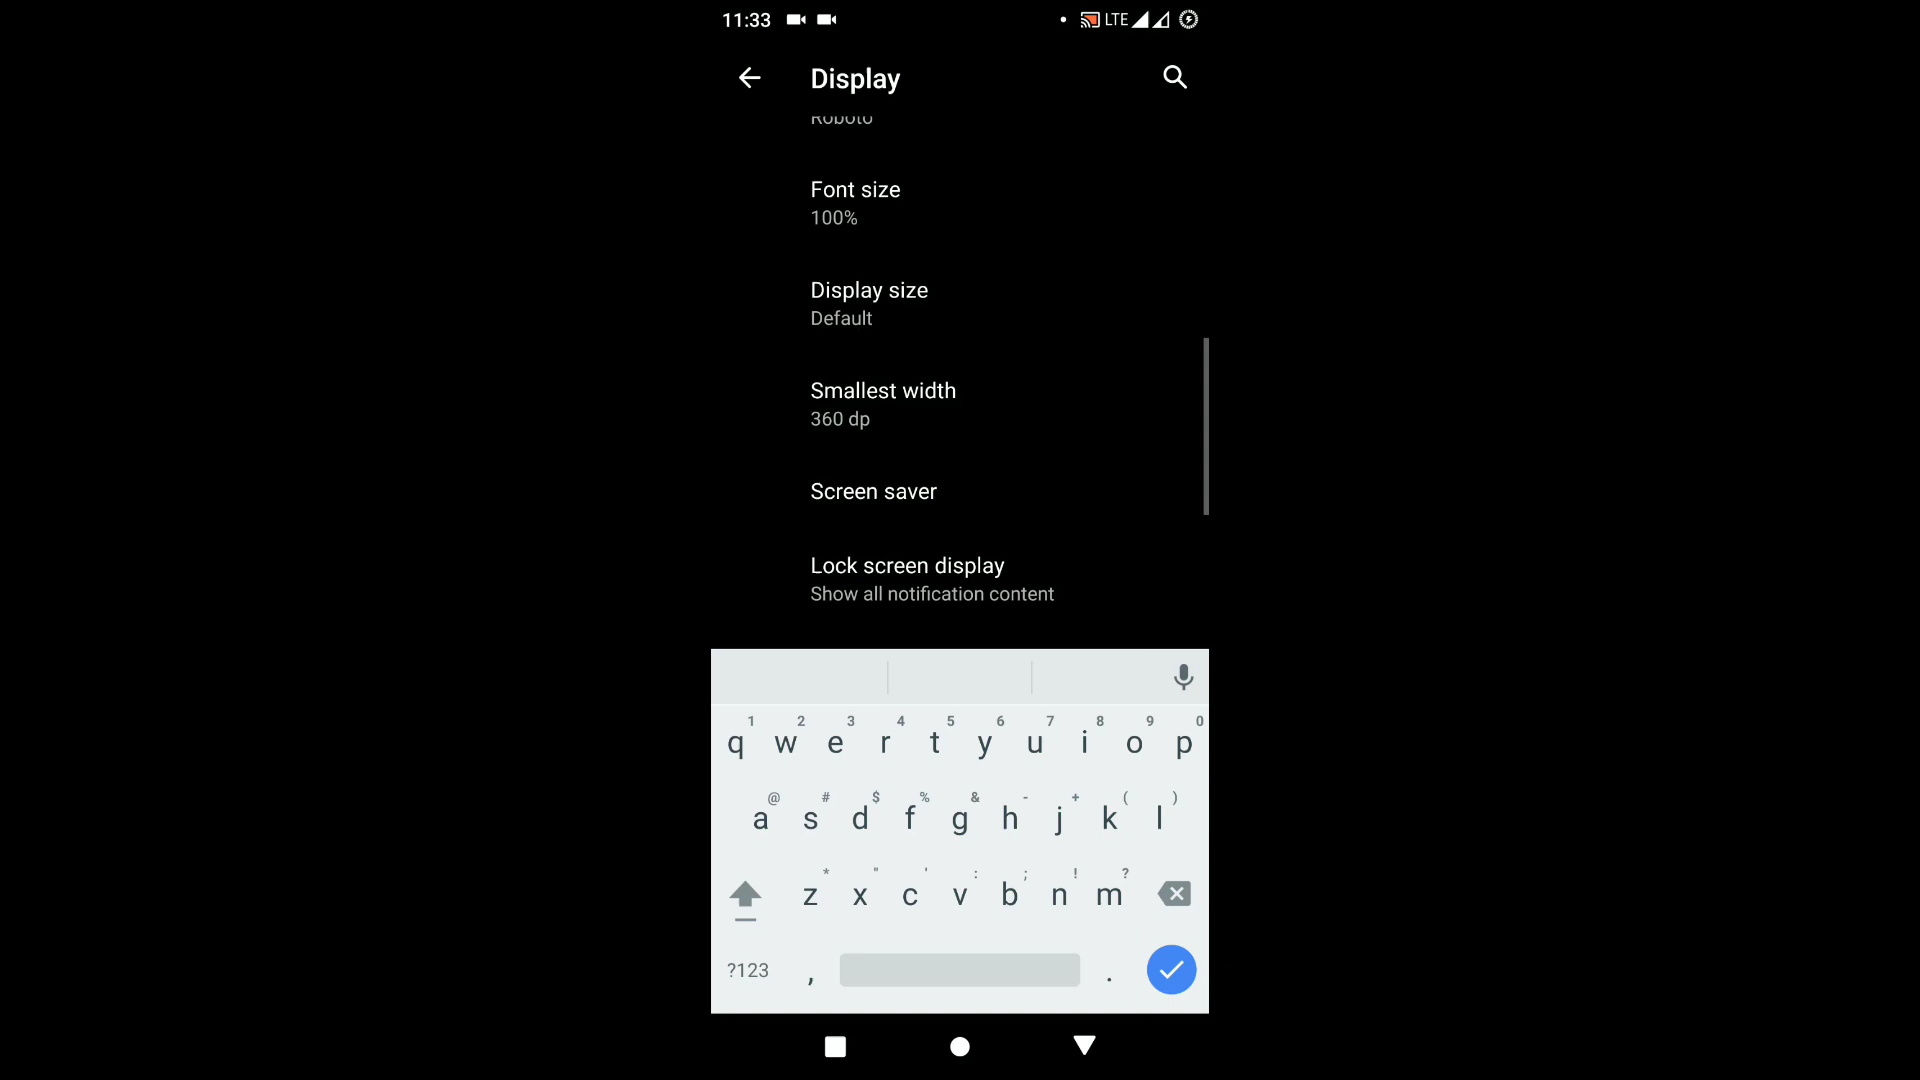 11:33 LTE
Display
Roboto
Font size
100%
Display size
Default
Smallest width
360 dp
Screen saver
Lock screen display
Show all notification content
1 2 3 4 5 6 7 8 9 0
q w e r t y u i o p
@ # $ % & - + ( )
a s d f g h j k l
* " ' : ; ! ?
z x c v b n m
?123 , .